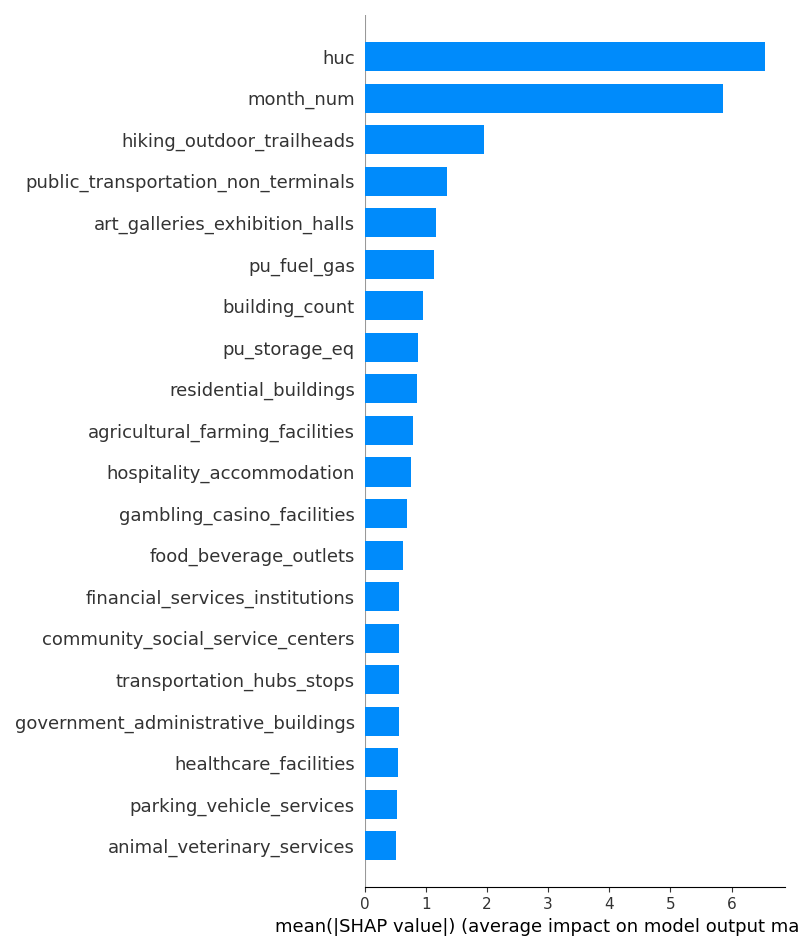 huc
month_num
hiking_outdoor_trailheads
public_transportation_non_terminals
art_galleries_exhibition_halls
pu_fuel_gas
building_count
pu_storage_eq
residential_buildings
agricultural_farming_facilities
hospitality_accommodation
gambling_casino_facilities
food_beverage_outlets
financial_services_institutions
community_social_service_centers
transportation_hubs_stops
government_administrative_buildings
healthcare_facilities
parking_vehicle_services
animal_veterinary_services
0 1 2 3 4 5 6
mean(|SHAP value|) (average impact on model output ma